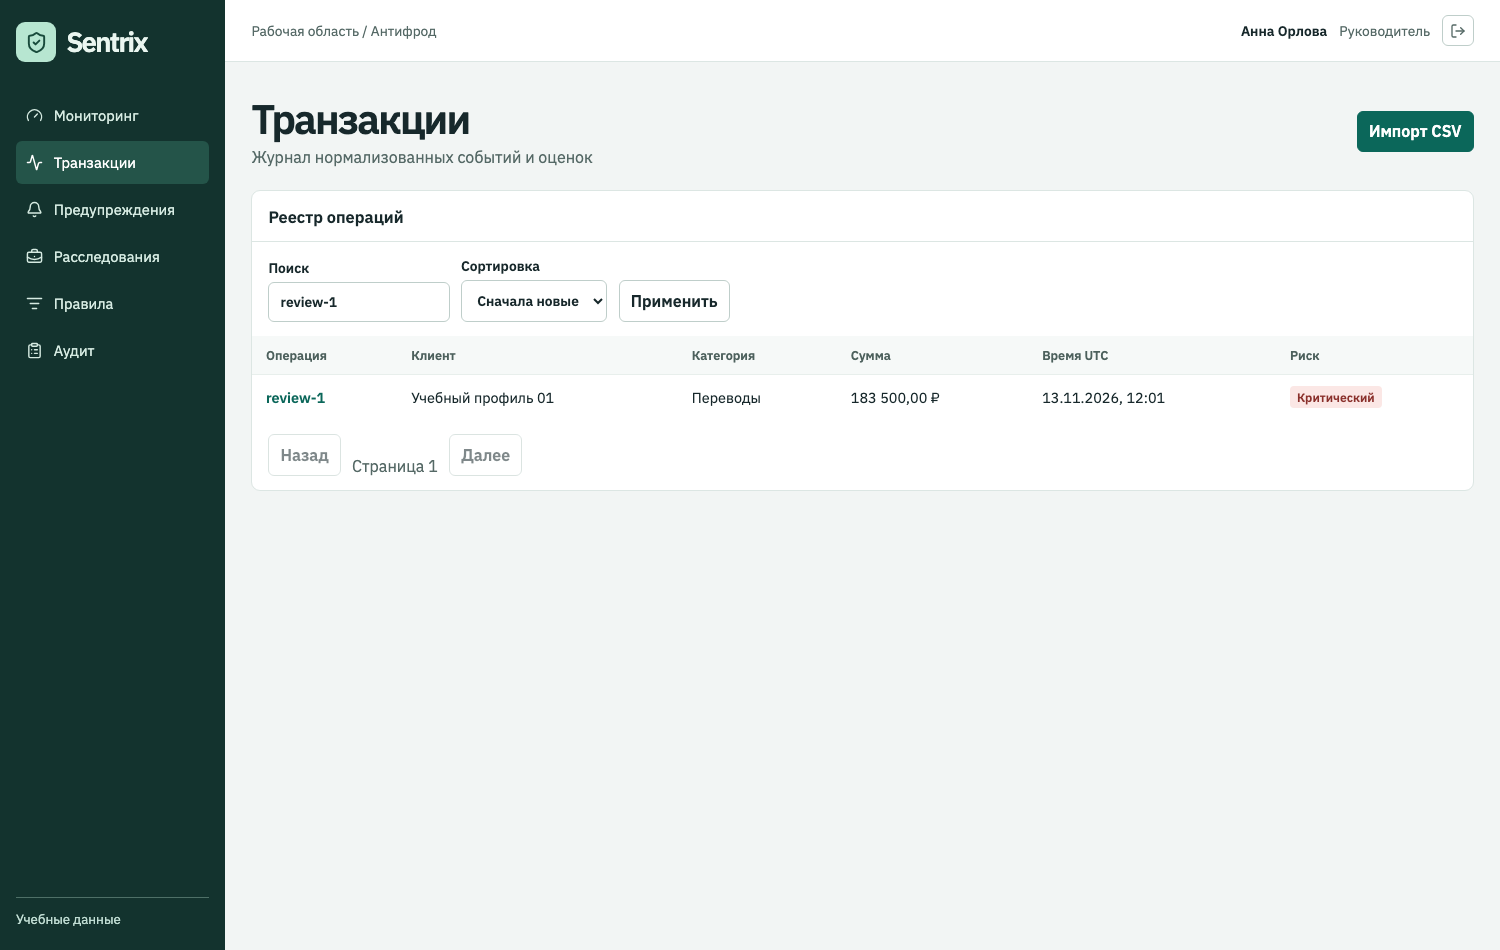 Sentrix
Мониторинг
Транзакции
Предупреждения
Расследования
Правила
Аудит
Учебные данные
Рабочая область / Антифрод
Анна Орлова Руководитель
Транзакции
Журнал нормализованных событий и оценок
Импорт CSV
Реестр операций
Поиск Сортировка
review-1 Сначала новые Применить
Операция Клиент Категория Сумма Время UTC Риск
review-1 Учебный профиль 01 Переводы 183 500,00 ₽ 13.11.2026, 12:01 Критический
Назад Страница 1 Далее